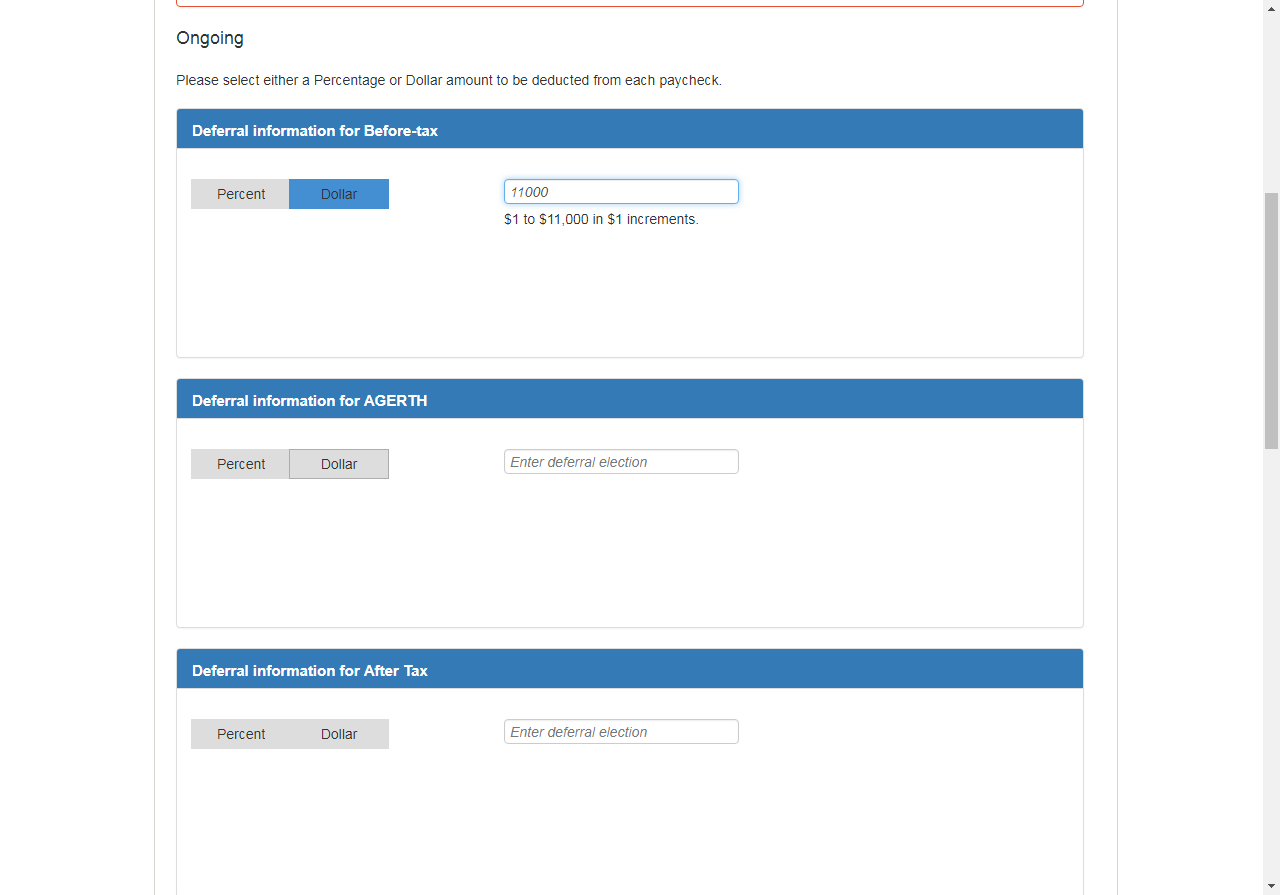 Ongoing
Please select either a Percentage or Dollar amount to be deducted from each paycheck.
Deferral information for Before-tax
Percent Dollar 11000
$1 to $11,000 in $1 increments.
Deferral information for AGERTH
Percent Dollar Enter deferral election
Deferral information for After Tax
Percent Dollar Enter deferral election